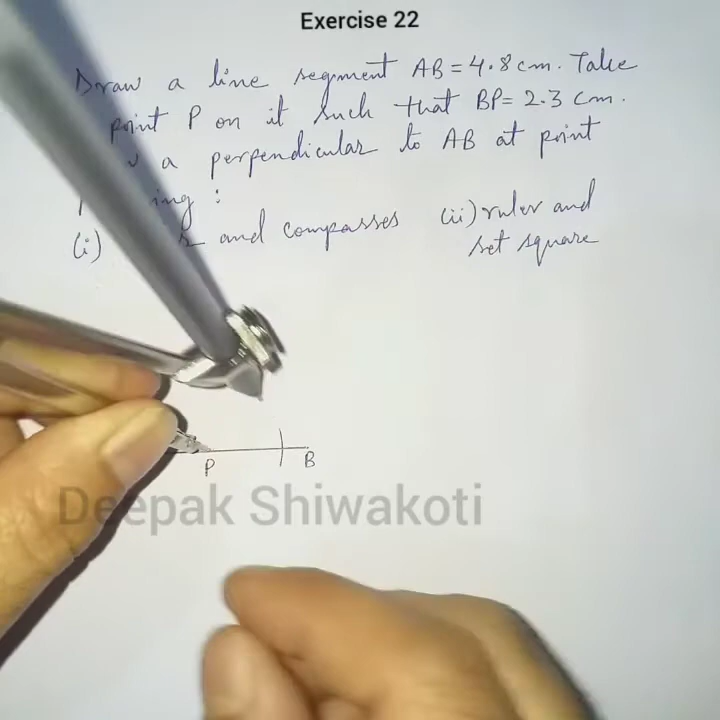 Exercise 22
Draw a line segment AB = 4.8 cm. Take
point P on it such that BP = 2.3 cm.
a perpendicular to AB at point
ing :
(i) and compasses (ii) ruler and
set square
P B
Deepak Shiwakoti